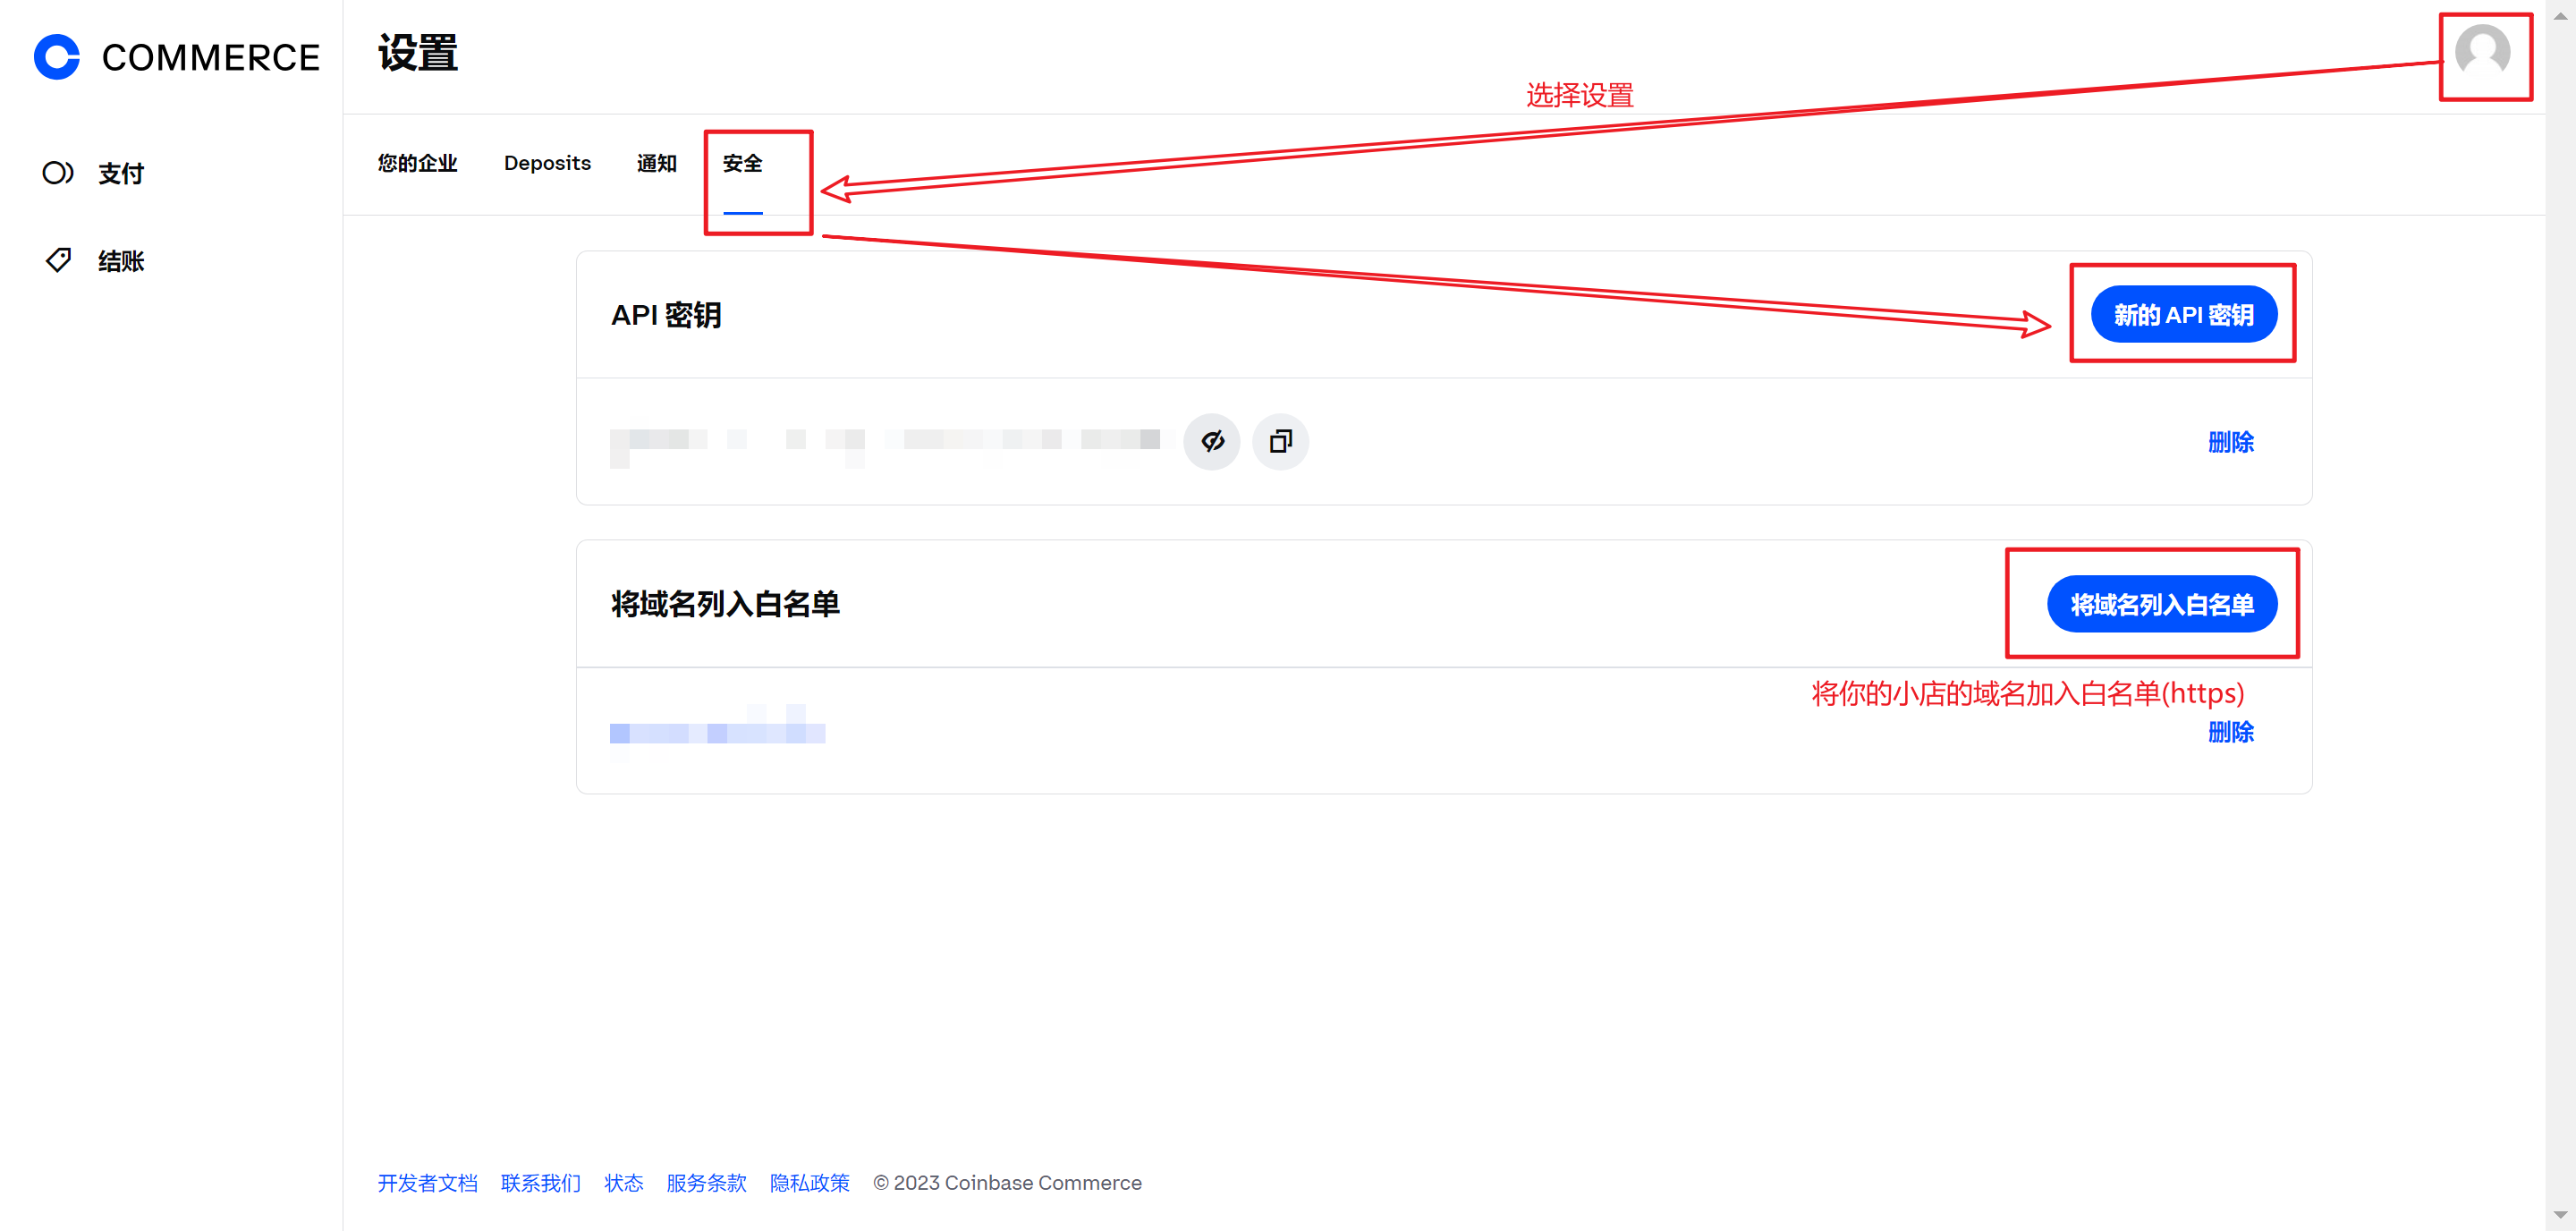 COMMERCE
设置
选择设置
支付
结账
您的企业 Deposits 通知 安全
API 密钥
新的 API 密钥
删除
将域名列入白名单
将域名列入白名单
将你的小店的域名加入白名单(https)
删除
开发者文档 联系我们 状态 服务条款 隐私政策 © 2023 Coinbase Commerce